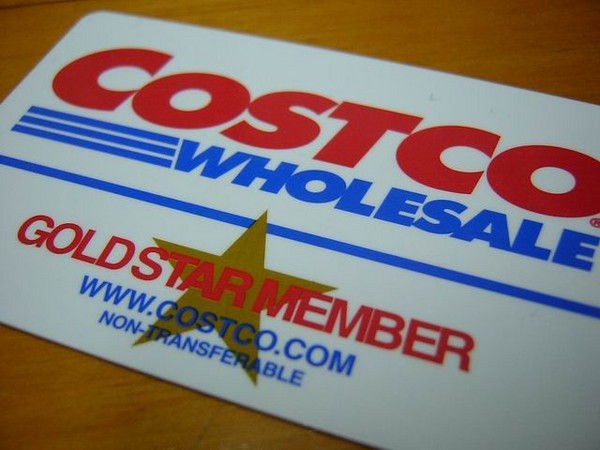 COSTCO®
WHOLESALE
GOLD STAR MEMBER
WWW.COSTCO.COM
NON-TRANSFERABLE